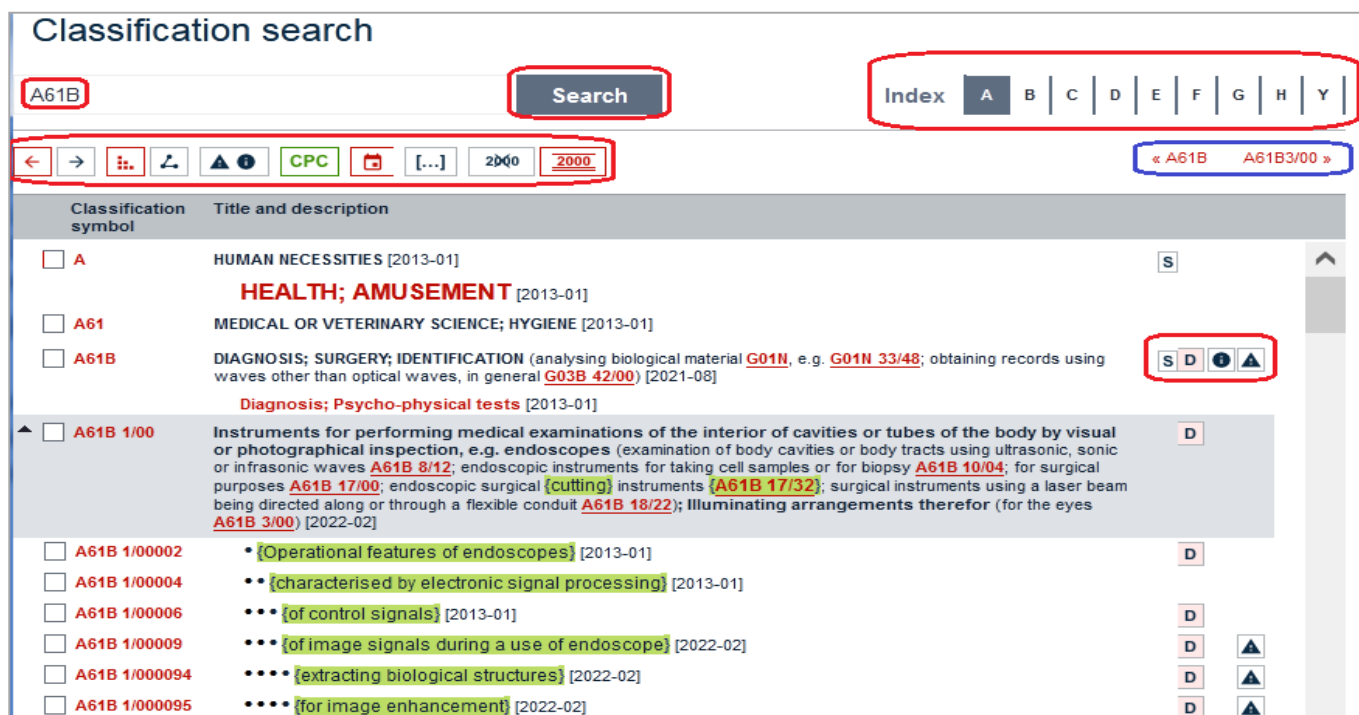 Classification search
A61B
Search
Index A B C D E F G H Y
CPC [...] 2000 2000
« A61B A61B3/00 »
Classification symbol Title and description
A HUMAN NECESSITIES [2013-01] S
HEALTH; AMUSEMENT [2013-01]
A61 MEDICAL OR VETERINARY SCIENCE; HYGIENE [2013-01]
A61B DIAGNOSIS; SURGERY; IDENTIFICATION (analysing biological material G01N, e.g. G01N 33/48; obtaining records using S D
waves other than optical waves, in general G03B 42/00) [2021-08]
Diagnosis; Psycho-physical tests [2013-01]
A61B 1/00 Instruments for performing medical examinations of the interior of cavities or tubes of the body by visual D
or photographical inspection, e.g. endoscopes (examination of body cavities or body tracts using ultrasonic, sonic
or infrasonic waves A61B 8/12; endoscopic instruments for taking cell samples or for biopsy A61B 10/04; for surgical
purposes A61B 17/00; endoscopic surgical {cutting} instruments {A61B 17/32}; surgical instruments using a laser beam
being directed along or through a flexible conduit A61B 18/22); Illuminating arrangements therefor (for the eyes
A61B 3/00) [2022-02]
A61B 1/00002 • {Operational features of endoscopes} [2013-01] D
A61B 1/00004 •• {characterised by electronic signal processing} [2013-01]
A61B 1/00006 ••• {of control signals} [2013-01] D
A61B 1/00009 ••• {of image signals during a use of endoscope} [2022-02] D
A61B 1/000094 •••• {extracting biological structures} [2022-02] D
A61B 1/000095 •••• {for image enhancement} [2022-02] D